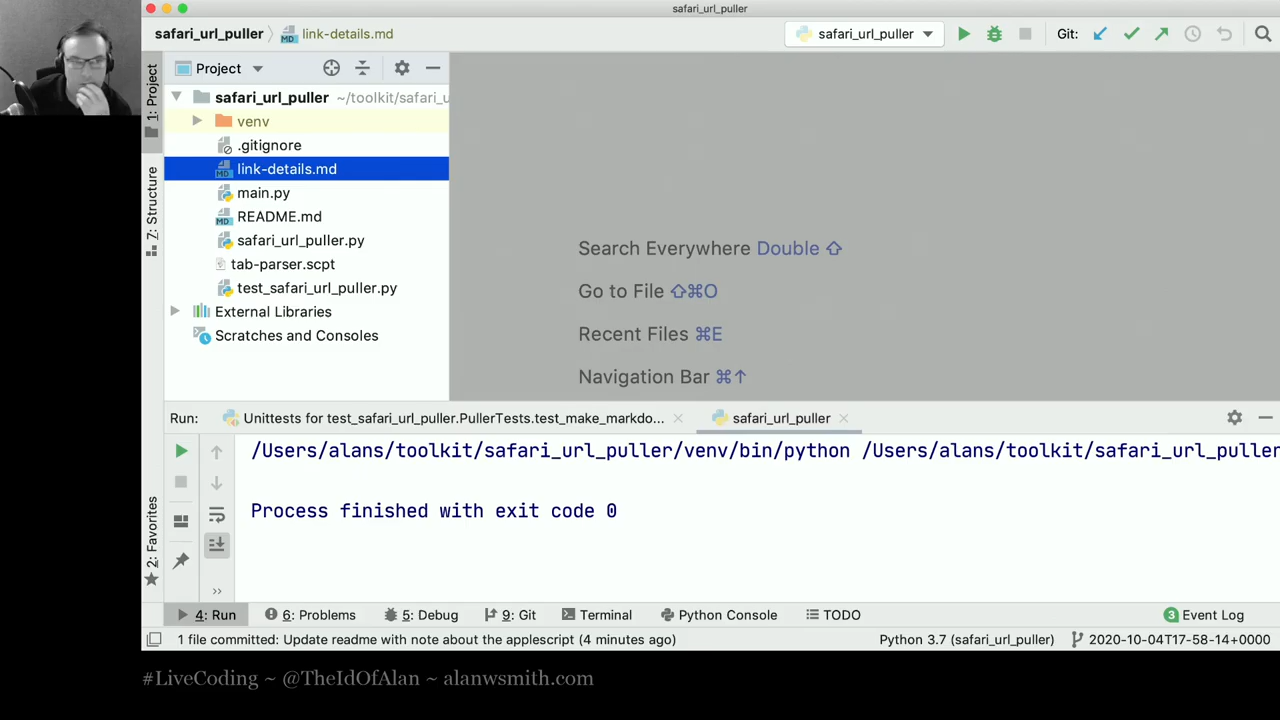 safari_url_puller
safari_url_puller
link-details.md
safari_url_puller
Git:
1: Project
Project
safari_url_puller ~/toolkit/safari_u
venv
.gitignore
link-details.md
main.py
README.md
safari_url_puller.py
tab-parser.scpt
test_safari_url_puller.py
External Libraries
Scratches and Consoles
7: Structure
Search Everywhere Double ⇧
Go to File ⇧⌘O
Recent Files ⌘E
Navigation Bar ⌘↑
Run:
Unittests for test_safari_url_puller.PullerTests.test_make_markdo...
safari_url_puller
/Users/alans/toolkit/safari_url_puller/venv/bin/python /Users/alans/toolkit/safari_url_puller
Process finished with exit code 0
2: Favorites
4: Run
6: Problems
5: Debug
9: Git
Terminal
Python Console
TODO
3 Event Log
1 file committed: Update readme with note about the applescript (4 minutes ago)
Python 3.7 (safari_url_puller)
2020-10-04T17-58-14+0000
#LiveCoding ~ @TheIdOfAlan ~ alanwsmith.com